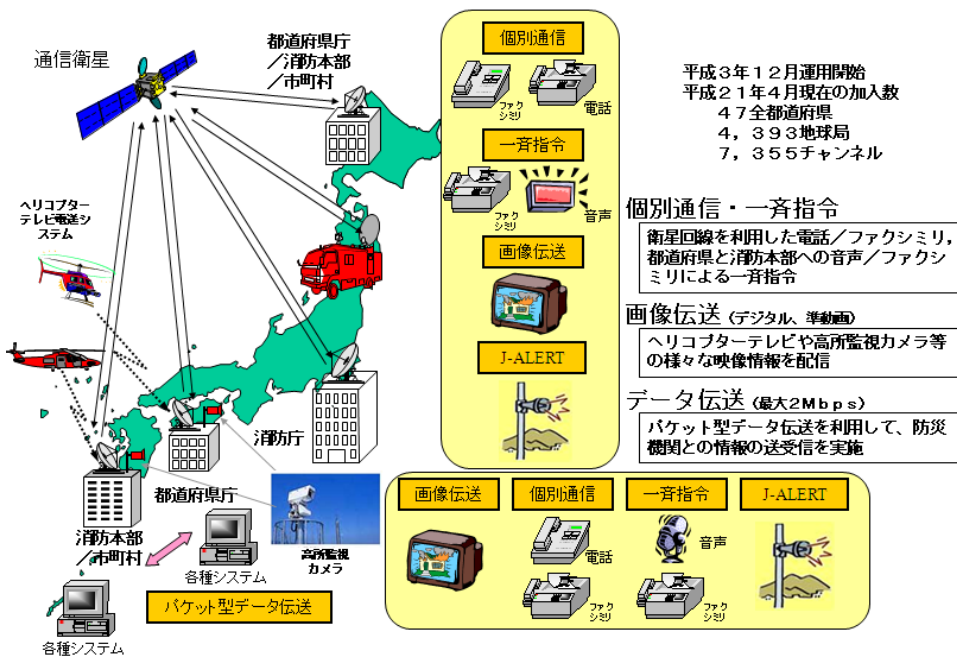 通信衛星
都道府県庁
／消防本部
／市町村
ヘリコプター
テレビ電送シ
ステム
消防庁
都道府県庁
消防本部
／市町村
高所監視
カメラ
各種システム
各種システム
パケット型データ伝送
個別通信
ファク
シミリ
電話
一斉指令
ファク
シミリ
音声
画像伝送
J-ALERT
画像伝送
個別通信
電話
ファク
シミリ
一斉指令
音声
ファク
シミリ
J-ALERT
平成３年１２月運用開始
平成２１年４月現在の加入数
４７全都道府県
４，３９３地球局
７，３５５チャンネル
個別通信・一斉指令
衛星回線を利用した電話／ファクシミリ，
都道府県と消防本部への音声／ファクシ
ミリによる一斉指令
画像伝送（デジタル、準動画）
ヘリコプターテレビや高所監視カメラ等
の様々な映像情報を配信
データ伝送（最大２Ｍｂｐｓ）
パケット型データ伝送を利用して、防災
機関との情報の送受信を実施